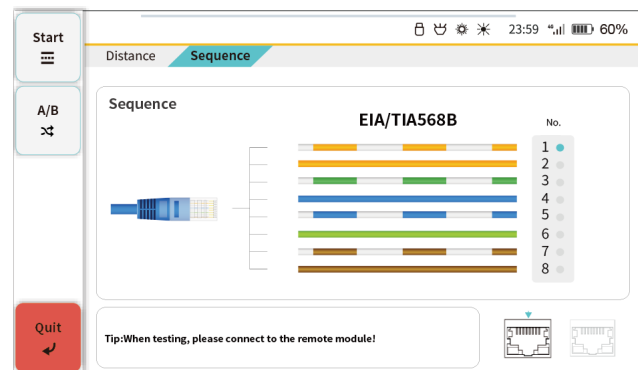 Start
23:59 4G 60%
Distance Sequence
A/B
Sequence
EIA/TIA568B
No.
1
2
3
4
5
6
7
8
Quit
Tip:When testing, please connect to the remote module!